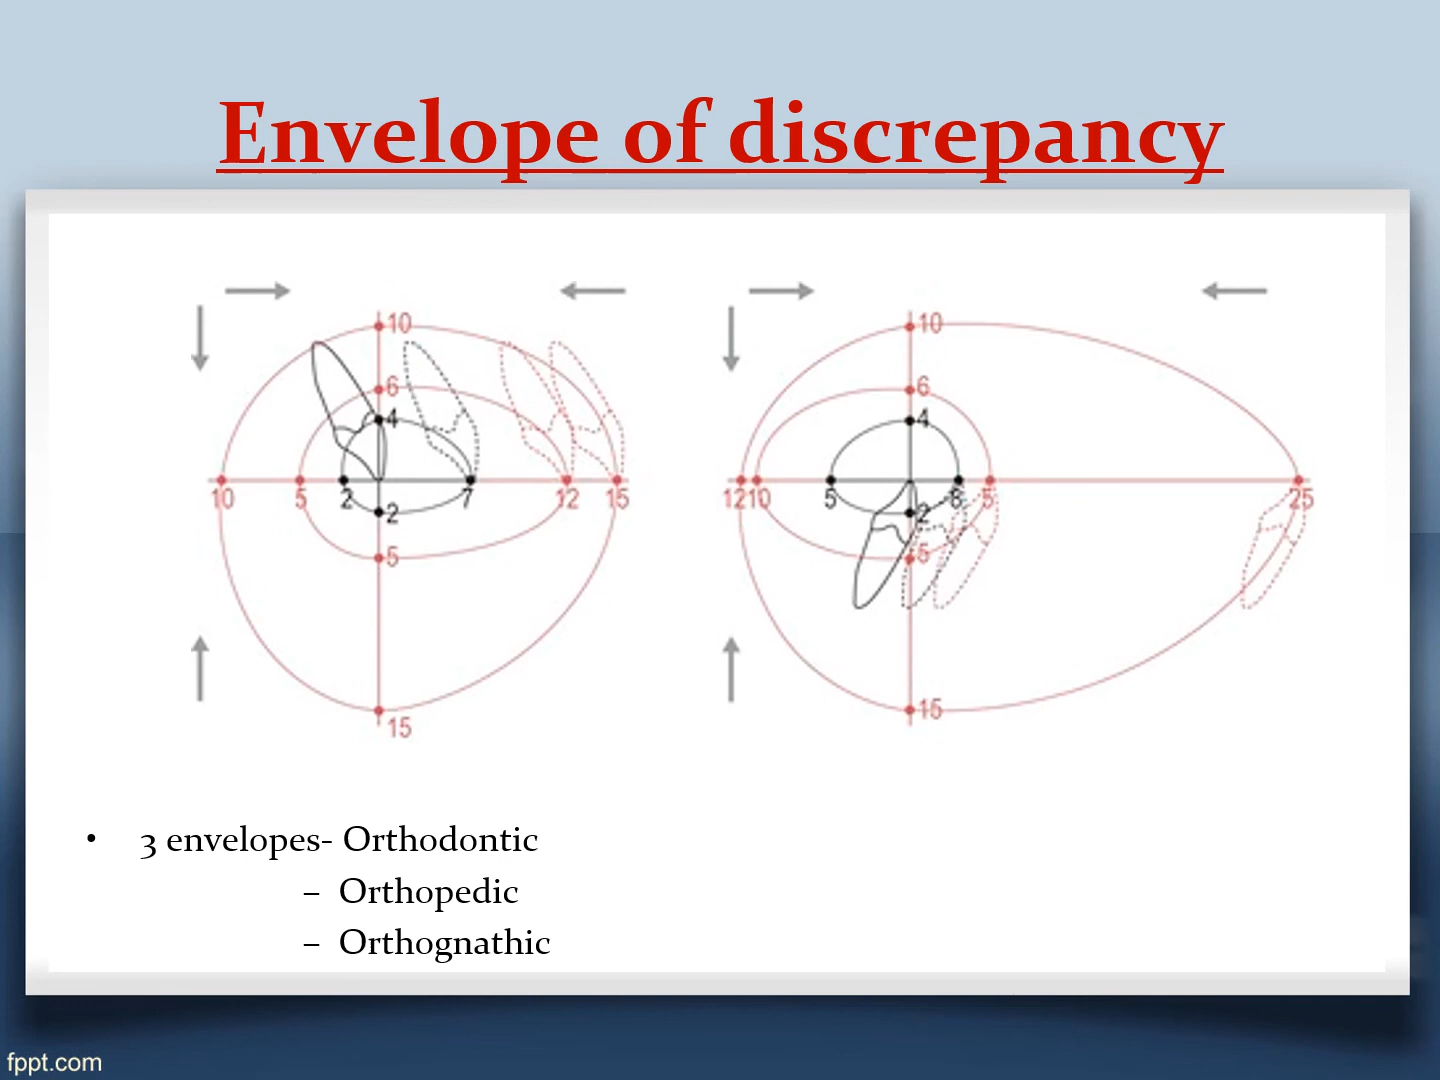 Envelope of discrepancy
10 10
6 6
4 4
10 5 2 7 12 15 12 10 5 5 25
2 2
5 5
15 15
• 3 envelopes- Orthodontic
– Orthopedic
– Orthognathic
fppt.com